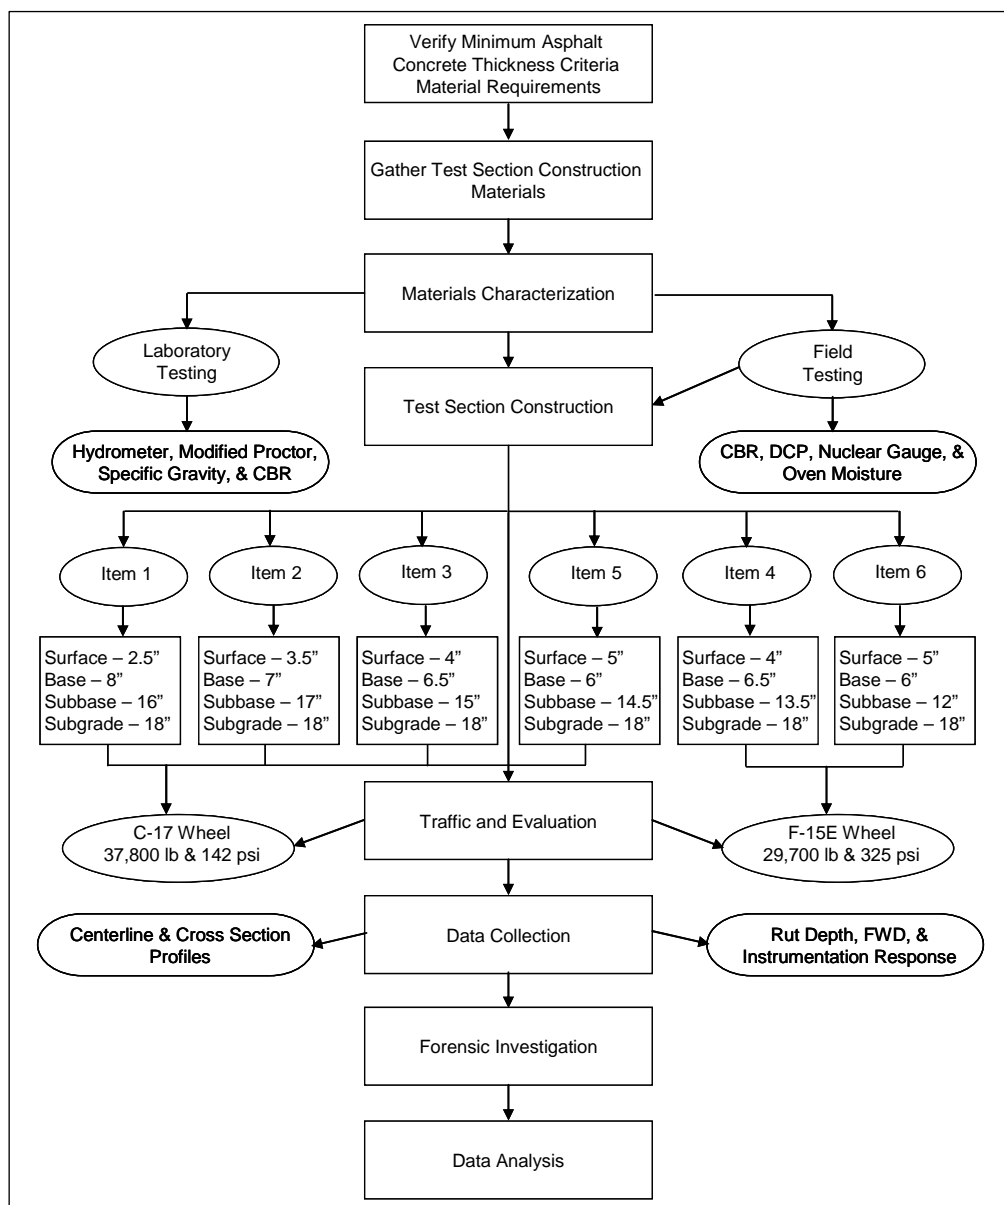 Verify Minimum Asphalt
Concrete Thickness Criteria
Material Requirements
Gather Test Section Construction
Materials
Materials Characterization
Laboratory
Testing
Field
Testing
Test Section Construction
Hydrometer, Modified Proctor,
Specific Gravity, & CBR
CBR, DCP, Nuclear Gauge, &
Oven Moisture
Item 1
Item 2
Item 3
Item 5
Item 4
Item 6
Surface – 2.5”
Base – 8”
Subbase – 16”
Subgrade – 18”
Surface – 3.5”
Base – 7”
Subbase – 17”
Subgrade – 18”
Surface – 4”
Base – 6.5”
Subbase – 15”
Subgrade – 18”
Surface – 5”
Base – 6”
Subbase – 14.5”
Subgrade – 18”
Surface – 4”
Base – 6.5”
Subbase – 13.5”
Subgrade – 18”
Surface – 5”
Base – 6”
Subbase – 12”
Subgrade – 18”
Traffic and Evaluation
C-17 Wheel
37,800 lb & 142 psi
F-15E Wheel
29,700 lb & 325 psi
Data Collection
Centerline & Cross Section
Profiles
Rut Depth, FWD, &
Instrumentation Response
Forensic Investigation
Data Analysis